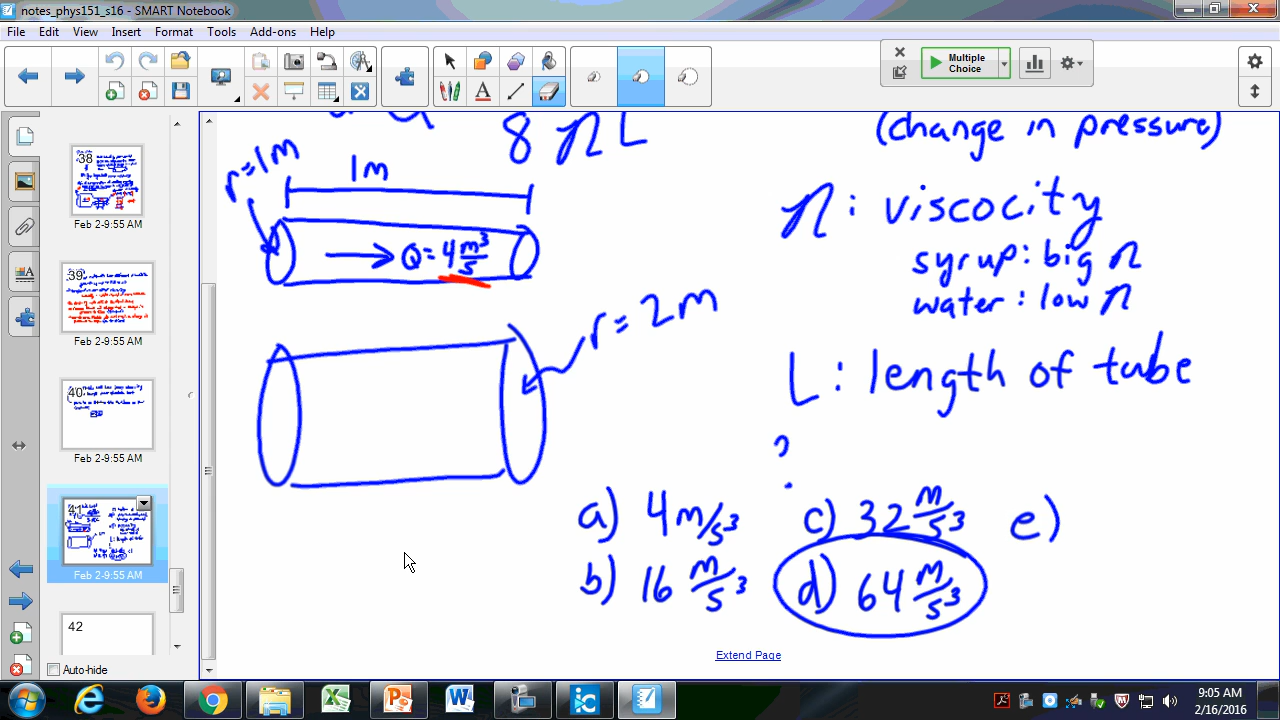 notes_phys151_s16 - SMART Notebook
File Edit View Insert Format Tools Add-ons Help
Multiple
Choice
38
Feb 2-9:55 AM
39
Feb 2-9:55 AM
40
Feb 2-9:55 AM
41
Feb 2-9:55 AM
42
Auto-hide
8 η L
(change in pressure)
r=1m
1m
Q= 4 m³/s
η : viscocity
syrup: big η
water: low η
r= 2m
L : length of tube
?
a) 4 m/s³
c) 32 m/s³
e)
b) 16 m/s³
d) 64 m/s³
Extend Page
9:05 AM
2/16/2016